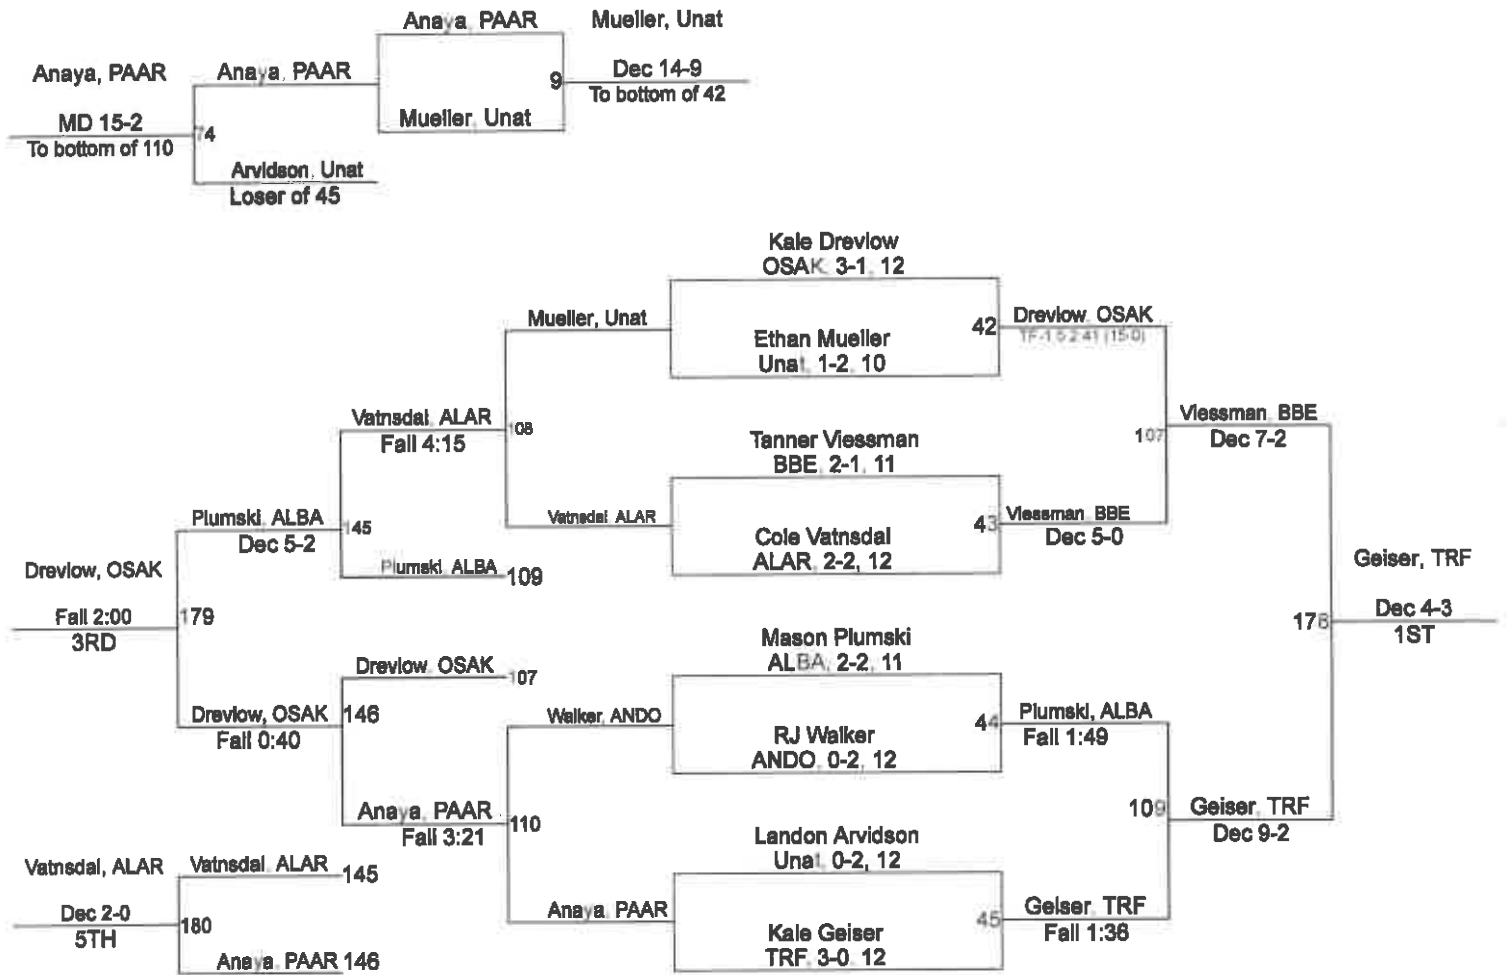 Anaya, PAAR
Mueller, Unat
Anaya, PAAR
Anaya, PAAR
9
Dec 14-9
To bottom of 42
Mueller, Unat
MD 15-2
74
To bottom of 110
Arvidson, Unat
Loser of 45
Kale Drevlow
OSAK, 3-1, 12
Mueller, Unat
42
Drevlow, OSAK
TF-1.5 2:41 (15-0)
Ethan Mueller
Unat, 1-2, 10
Vatnsdal, ALAR
Fall 4:15
108
Viessman, BBE
Dec 7-2
107
Tanner Viessman
BBE, 2-1, 11
Plumski, ALBA
Dec 5-2
145
Vatnsdal, ALAR
43
Viessman, BBE
Dec 5-0
Cole Vatnsdal
ALAR, 2-2, 12
Plumski, ALBA
109
Drevlow, OSAK
Geiser, TRF
Fall 2:00
3RD
179
178
Dec 4-3
1ST
Mason Plumski
ALBA, 2-2, 11
Drevlow, OSAK
107
Drevlow, OSAK
Fall 0:40
146
Walker, ANDO
44
Plumski, ALBA
Fall 1:49
RJ Walker
ANDO, 0-2, 12
Anaya, PAAR
Fall 3:21
110
109
Geiser, TRF
Dec 9-2
Landon Arvidson
Unat, 0-2, 12
Vatnsdal, ALAR
Vatnsdal, ALAR
145
Dec 2-0
5TH
180
Anaya, PAAR
45
Geiser, TRF
Fall 1:36
Kale Geiser
TRF, 3-0, 12
Anaya, PAAR
146